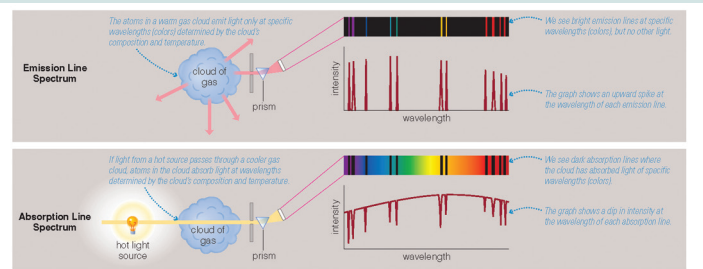 The atoms in a warm gas cloud emit light only at specific
wavelengths (colors) determined by the cloud's
composition and temperature.
Emission Line
Spectrum
cloud of
gas
prism
intensity
wavelength
We see bright emission lines at specific
wavelengths (colors), but no other light.
The graph shows an upward spike at
the wavelength of each emission line.
If light from a hot source passes through a cooler gas
cloud, atoms in the cloud absorb light at wavelengths
determined by the cloud's composition and temperature.
Absorption Line
Spectrum
hot light
source
cloud of
gas
prism
intensity
wavelength
We see dark absorption lines where
the cloud has absorbed light of specific
wavelengths (colors).
The graph shows a dip in intensity at
the wavelength of each absorption line.